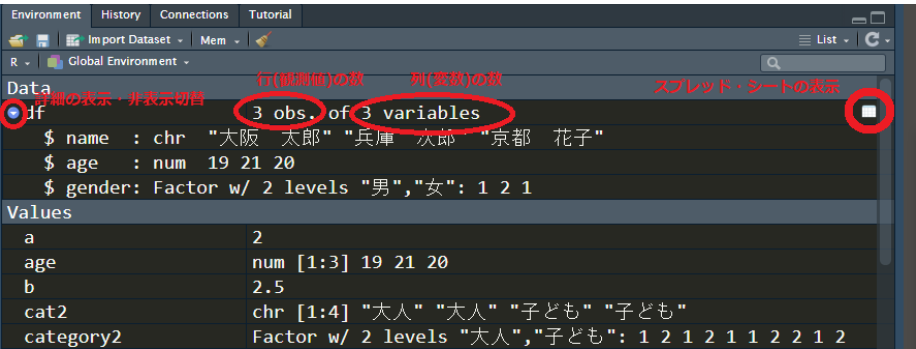 Environment History Connections Tutorial
Import Dataset Mem List
R Global Environment
行(観測値)の数 列(変数)の数 スプレッド・シートの表示
Data
詳細の表示・非表示切替
df 3 obs. of 3 variables
$ name : chr "大阪 太郎" "兵庫 次郎" "京都 花子"
$ age : num 19 21 20
$ gender: Factor w/ 2 levels "男","女": 1 2 1
Values
a 2
age num [1:3] 19 21 20
b 2.5
cat2 chr [1:4] "大人" "大人" "子ども" "子ども"
category2 Factor w/ 2 levels "大人","子ども": 1 2 1 2 1 1 2 2 1 2